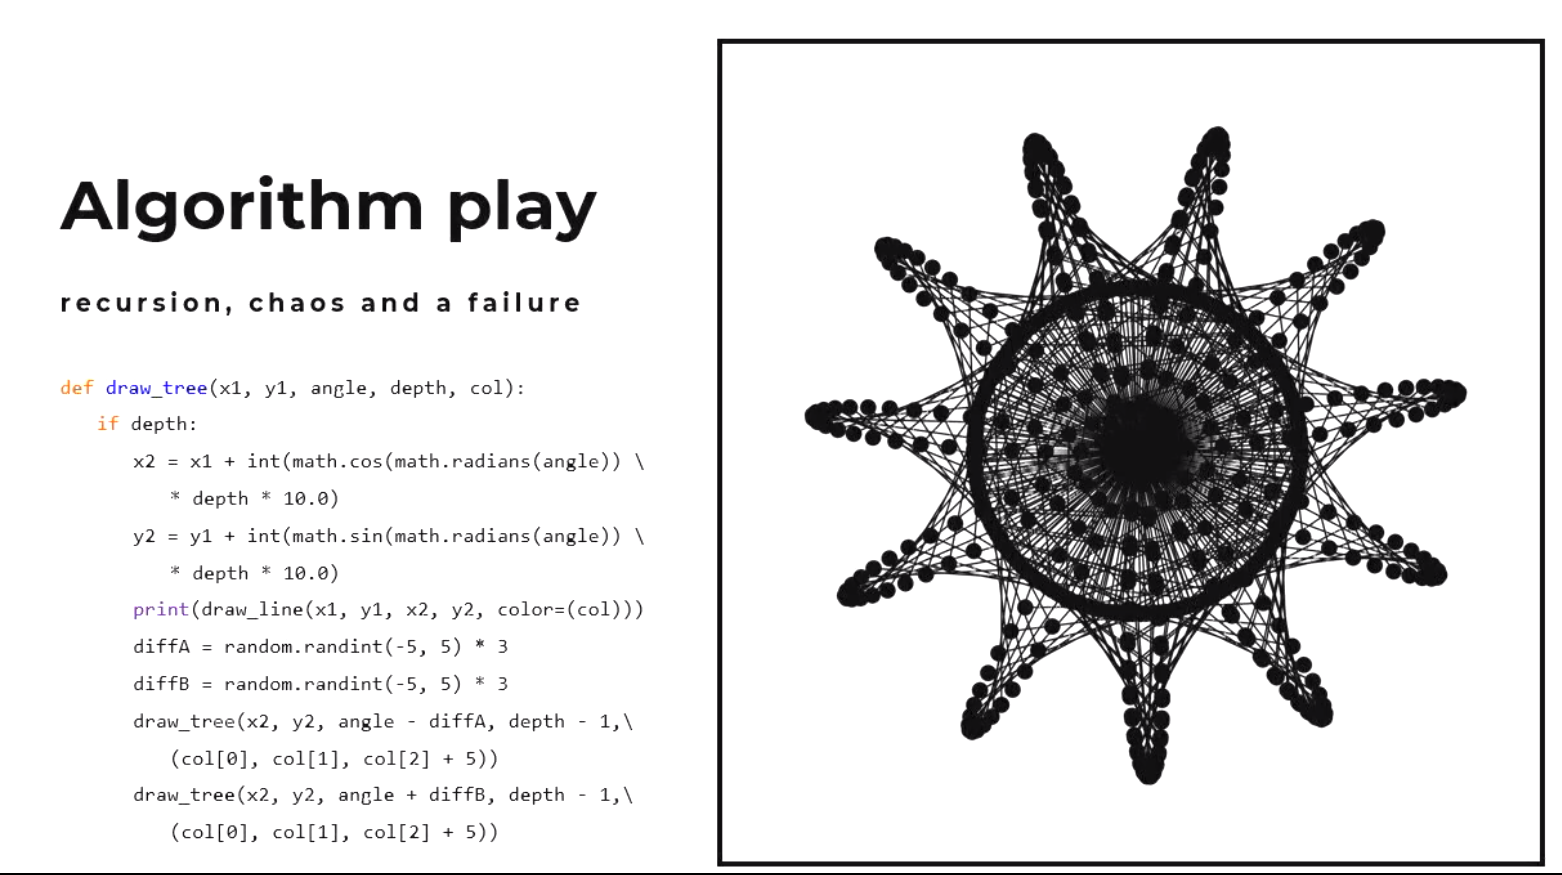 Algorithm play
recursion, chaos and a failure
def draw_tree(x1, y1, angle, depth, col):
if depth:
x2 = x1 + int(math.cos(math.radians(angle)) \
* depth * 10.0)
y2 = y1 + int(math.sin(math.radians(angle)) \
* depth * 10.0)
print(draw_line(x1, y1, x2, y2, color=(col)))
diffA = random.randint(-5, 5) * 3
diffB = random.randint(-5, 5) * 3
draw_tree(x2, y2, angle - diffA, depth - 1,\
(col[0], col[1], col[2] + 5))
draw_tree(x2, y2, angle + diffB, depth - 1,\
(col[0], col[1], col[2] + 5))